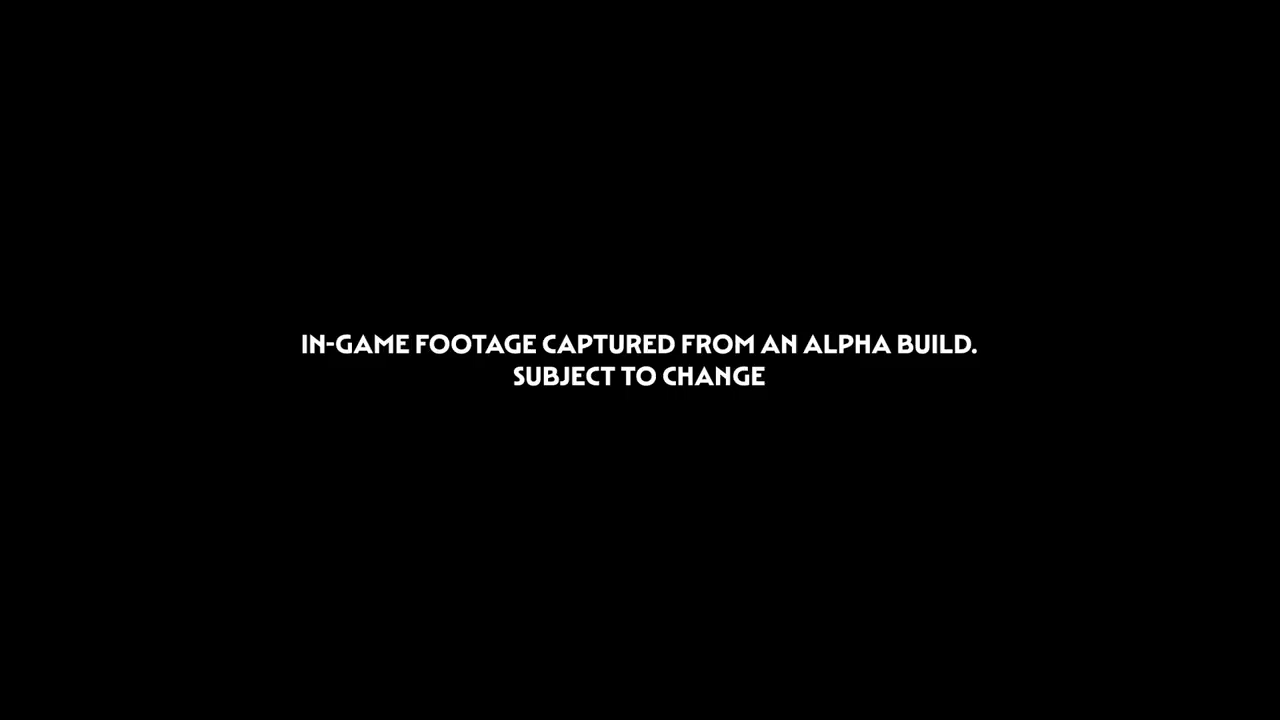 IN-GAME FOOTAGE CAPTURED FROM AN ALPHA BUILD.
SUBJECT TO CHANGE